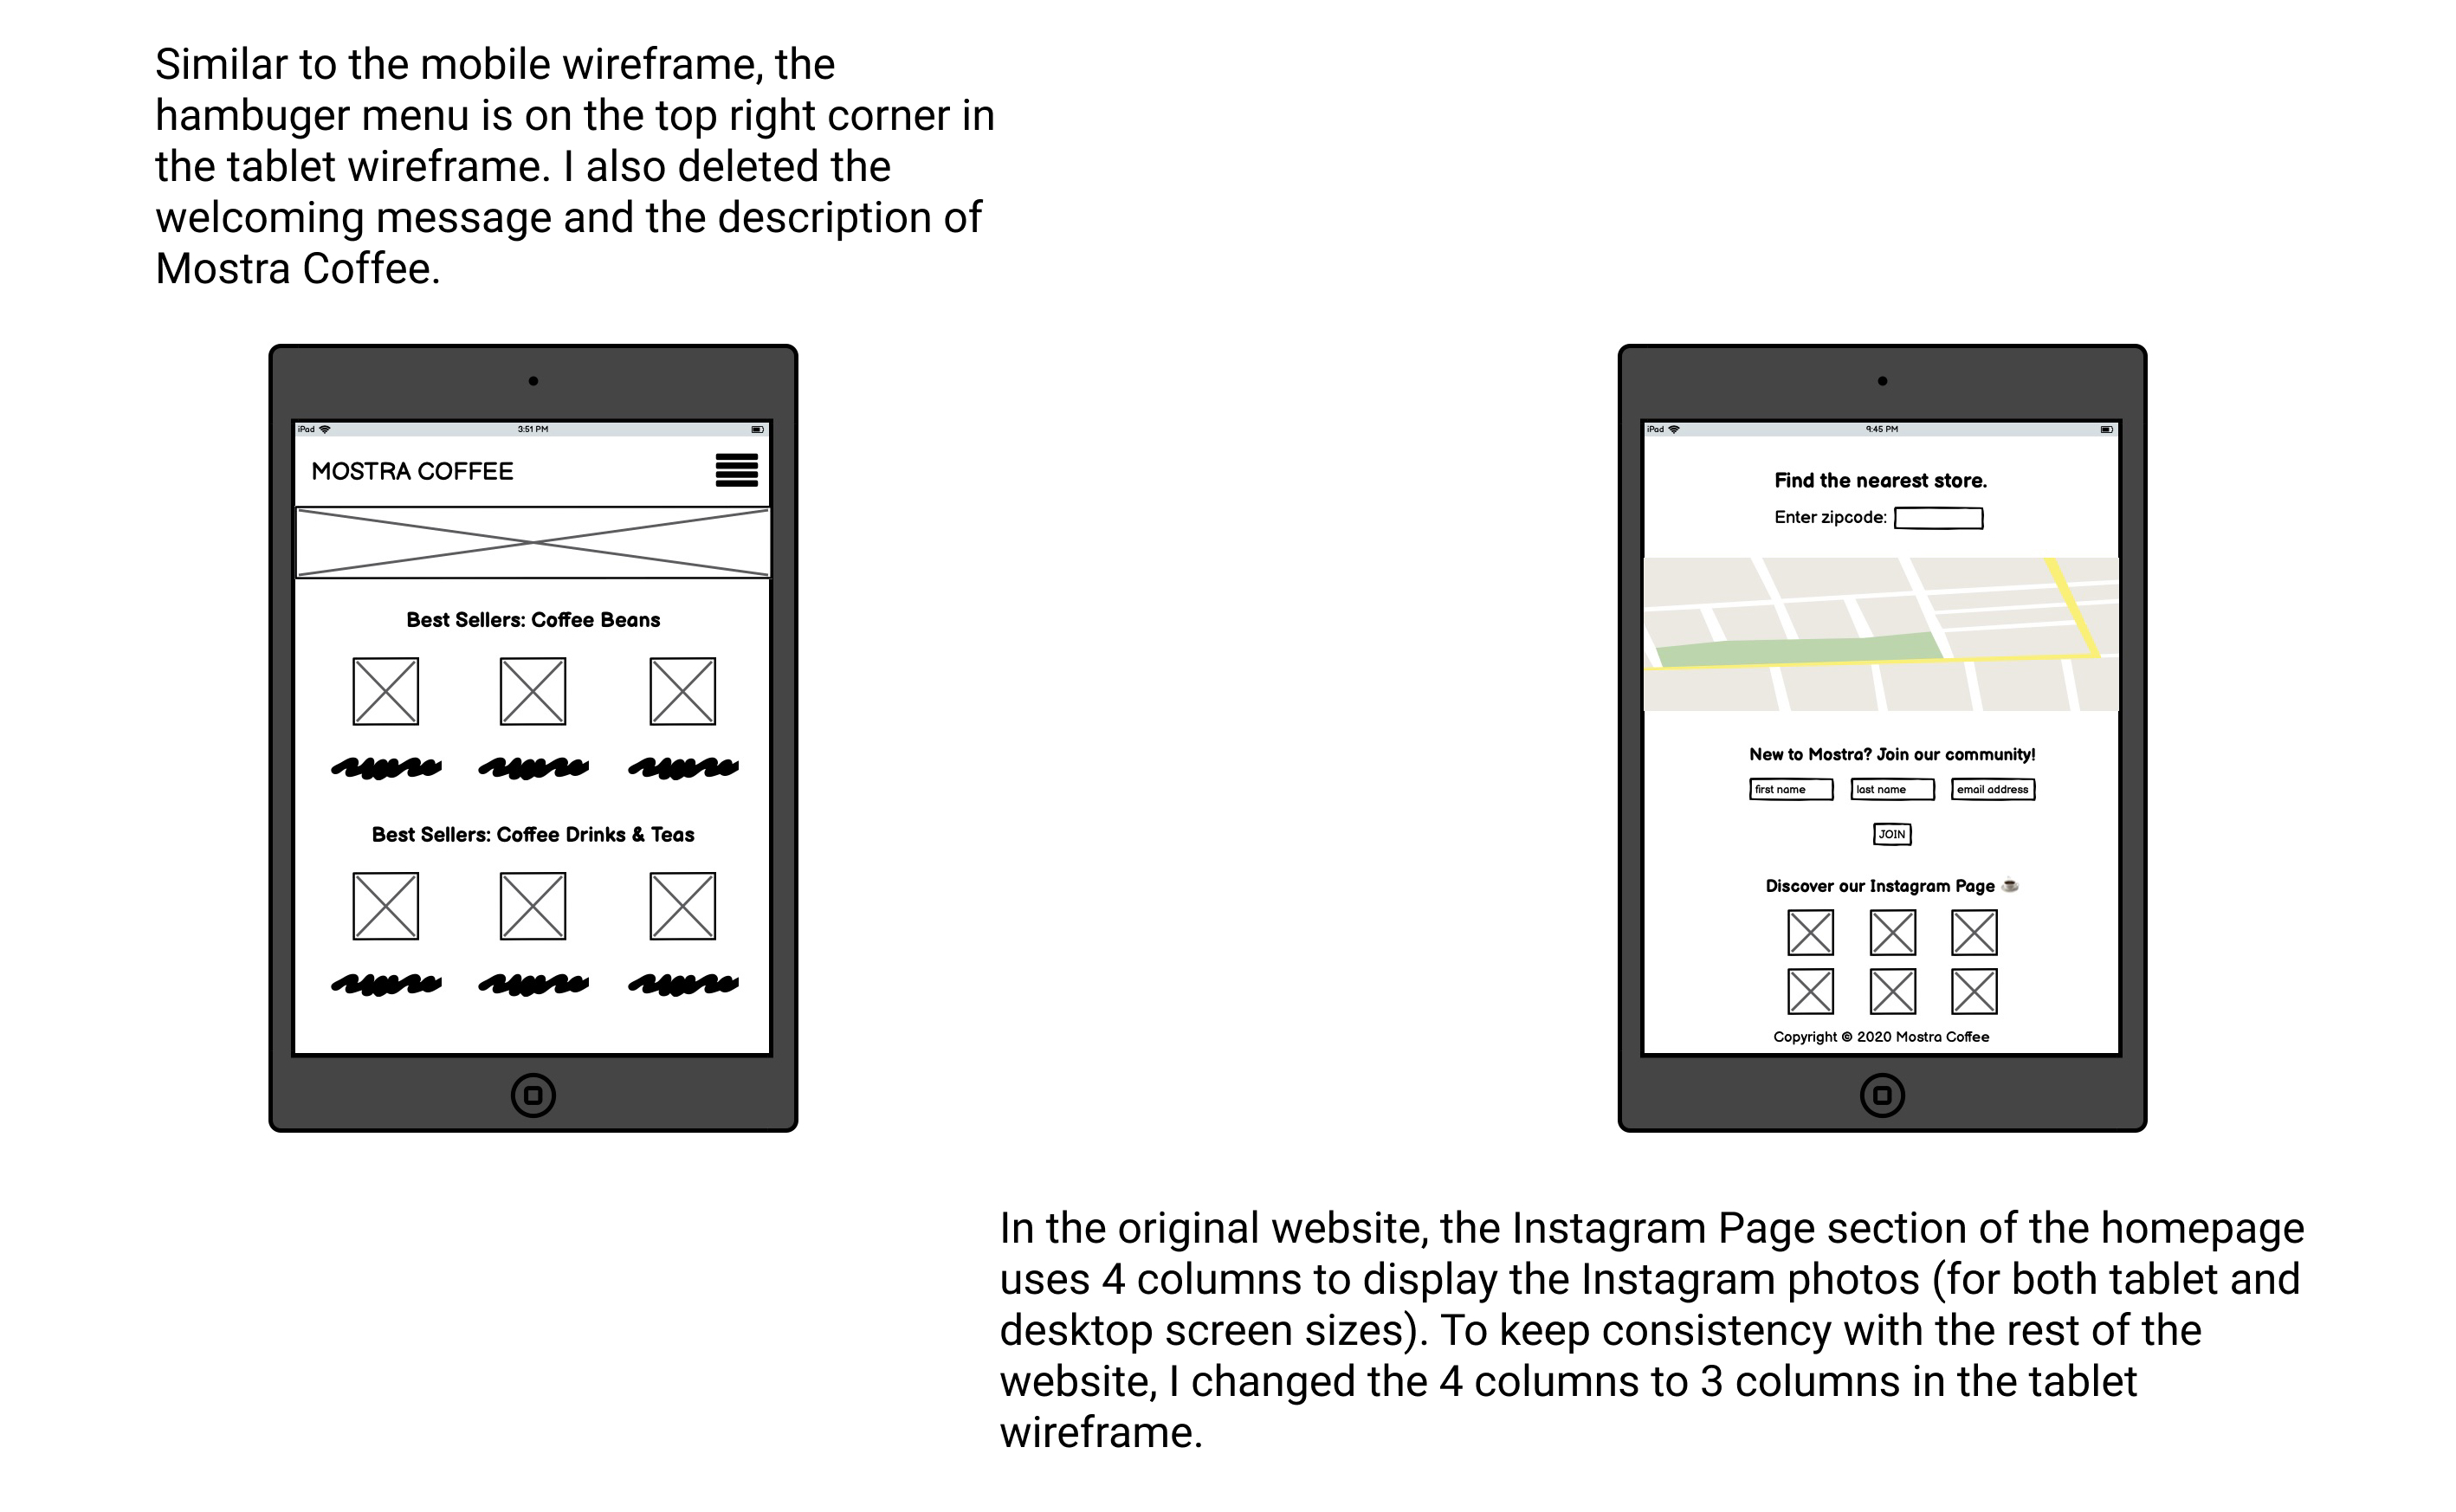 Similar to the mobile wireframe, the
hambuger menu is on the top right corner in
the tablet wireframe. I also deleted the
welcoming message and the description of
Mostra Coffee.
iPad 3:51 PM
MOSTRA COFFEE
Best Sellers: Coffee Beans
Best Sellers: Coffee Drinks & Teas
iPad 9:45 PM
Find the nearest store.
Enter zipcode:
New to Mostra? Join our community!
first name last name email address
JOIN
Discover our Instagram Page ☕
Copyright © 2020 Mostra Coffee
In the original website, the Instagram Page section of the homepage
uses 4 columns to display the Instagram photos (for both tablet and
desktop screen sizes). To keep consistency with the rest of the
website, I changed the 4 columns to 3 columns in the tablet
wireframe.